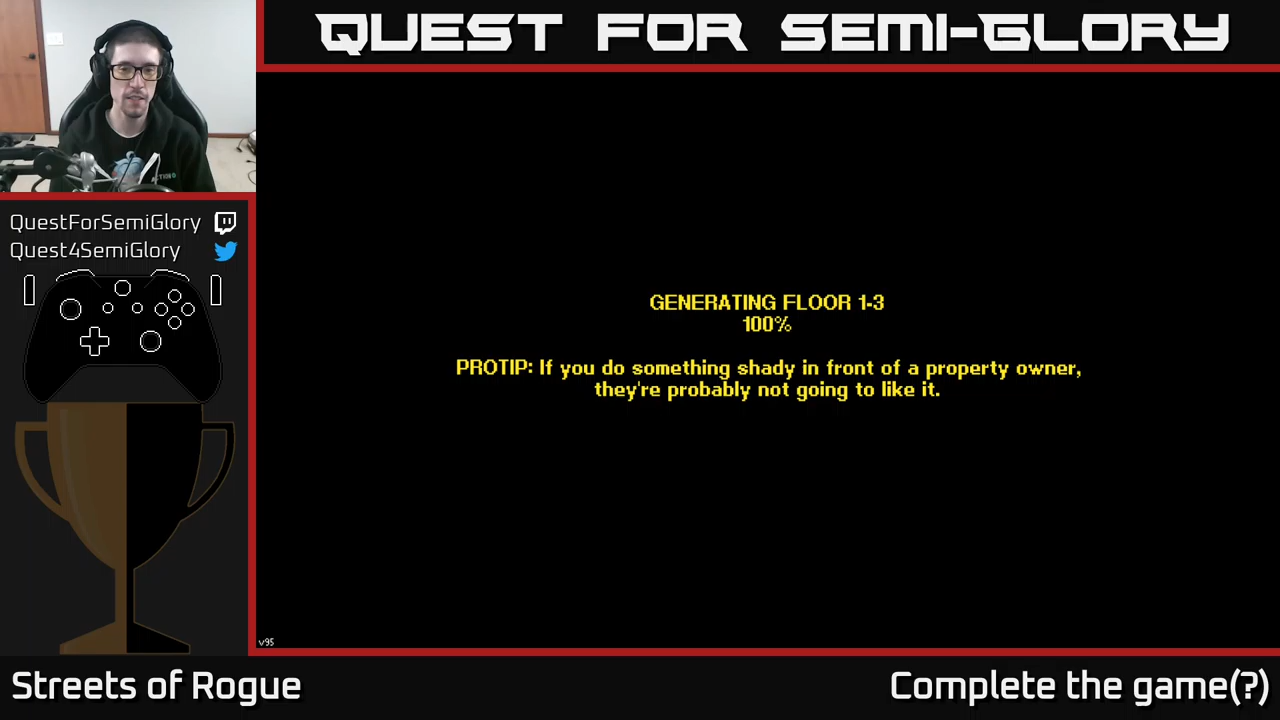 QUEST FOR SEMI-GLORY
QuestForSemiGlory
Quest4SemiGlory
GENERATING FLOOR 1-3
100%
PROTIP: If you do something shady in front of a property owner,
they're probably not going to like it.
v95
Streets of Rogue
Complete the game(?)